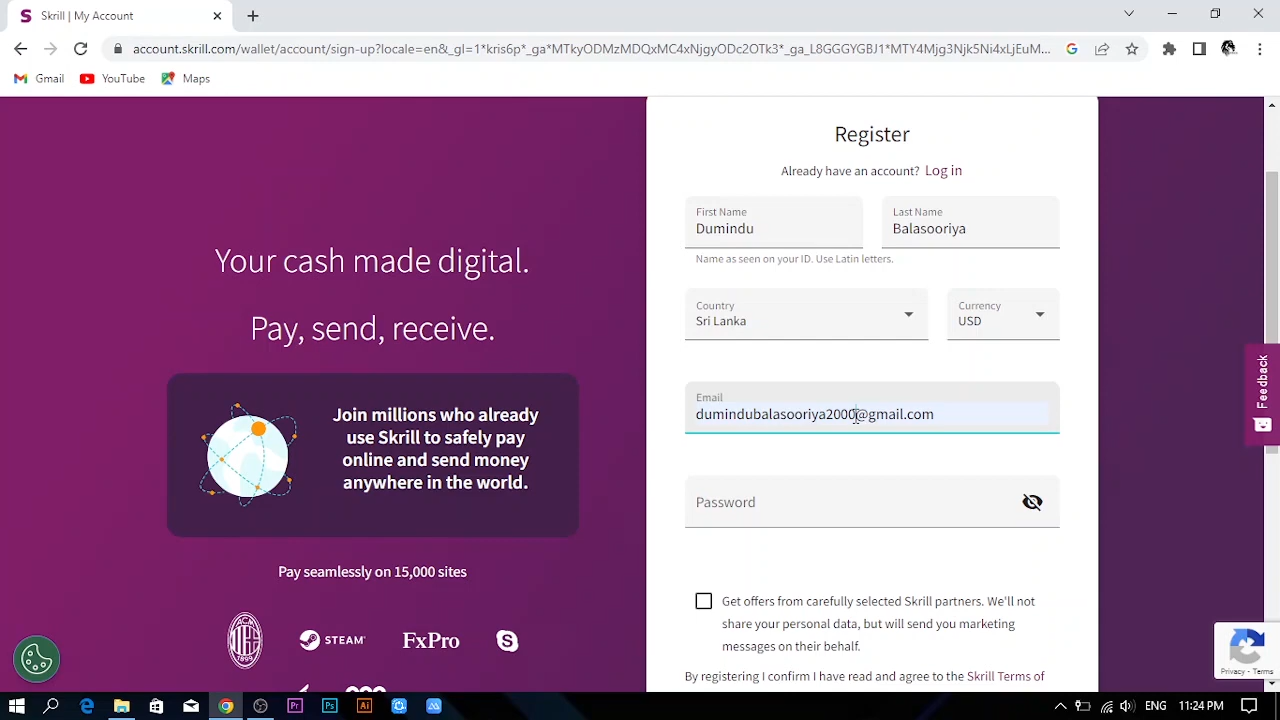 Skrill | My Account
account.skrill.com/wallet/account/sign-up?locale=en&_gl=1*kris6p*_ga*MTkyODMzMDQxMC4xNjgyODc2OTk3*_ga_L8GGGYGBJ1*MTY4Mjg3Njk5Ni4xLjEuM...
Gmail
YouTube
Maps
Your cash made digital.
Pay, send, receive.
Join millions who already
use Skrill to safely pay
online and send money
anywhere in the world.
Pay seamlessly on 15,000 sites
ACM
1899
STEAM
FxPro
Register
Already have an account? Log in
First Name
Dumindu
Last Name
Balasooriya
Name as seen on your ID. Use Latin letters.
Country
Sri Lanka
Currency
USD
Email
dumindubalasooriya2000@gmail.com
Password
Get offers from carefully selected Skrill partners. We'll not
share your personal data, but will send you marketing
messages on their behalf.
By registering I confirm I have read and agree to the Skrill Terms of
Feedback
Privacy - Terms
ENG
11:24 PM